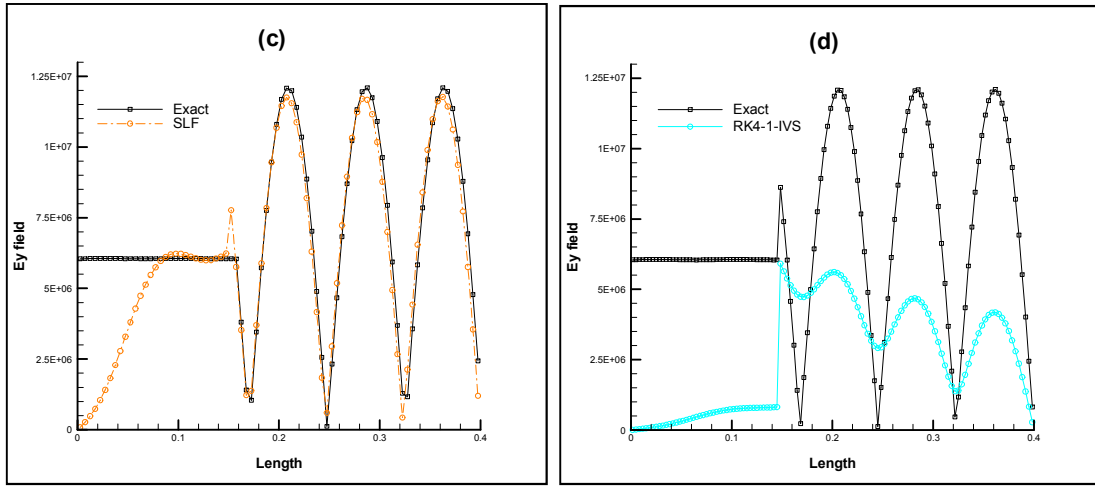 (c)
1.25E+07
1E+07
7.5E+06
5E+06
2.5E+06
0
Ey field
Exact
SLF
0
0.1
0.2
0.3
0.4
Length
(d)
1.25E+07
1E+07
7.5E+06
5E+06
2.5E+06
0
Ey field
Exact
RK4-1-IVS
0
0.1
0.2
0.3
0.4
Length